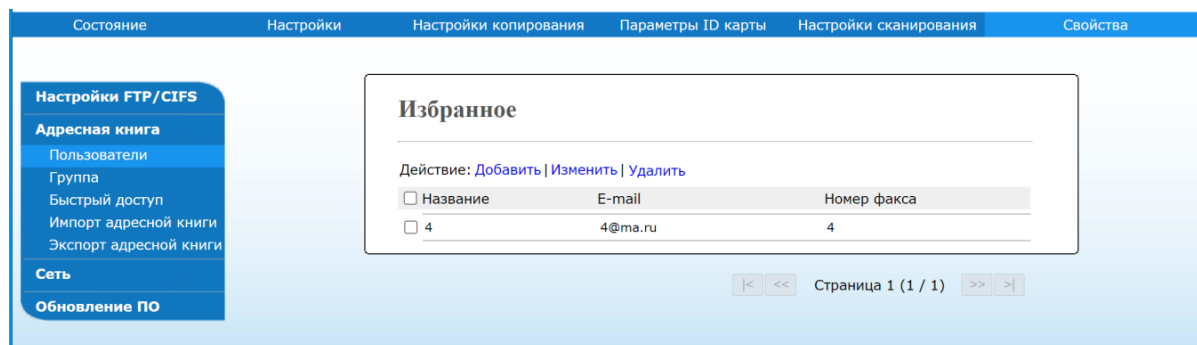 Состояние Настройки Настройки копирования Параметры ID карты Настройки сканирования Свойства
Настройки FTP/CIFS
Адресная книга
Пользователи
Группа
Быстрый доступ
Импорт адресной книги
Экспорт адресной книги
Сеть
Обновление ПО
Избранное
Действие: Добавить | Изменить | Удалить
Название E-mail Номер факса
4 4@ma.ru 4
|< << Страница 1 (1 / 1) >> >|